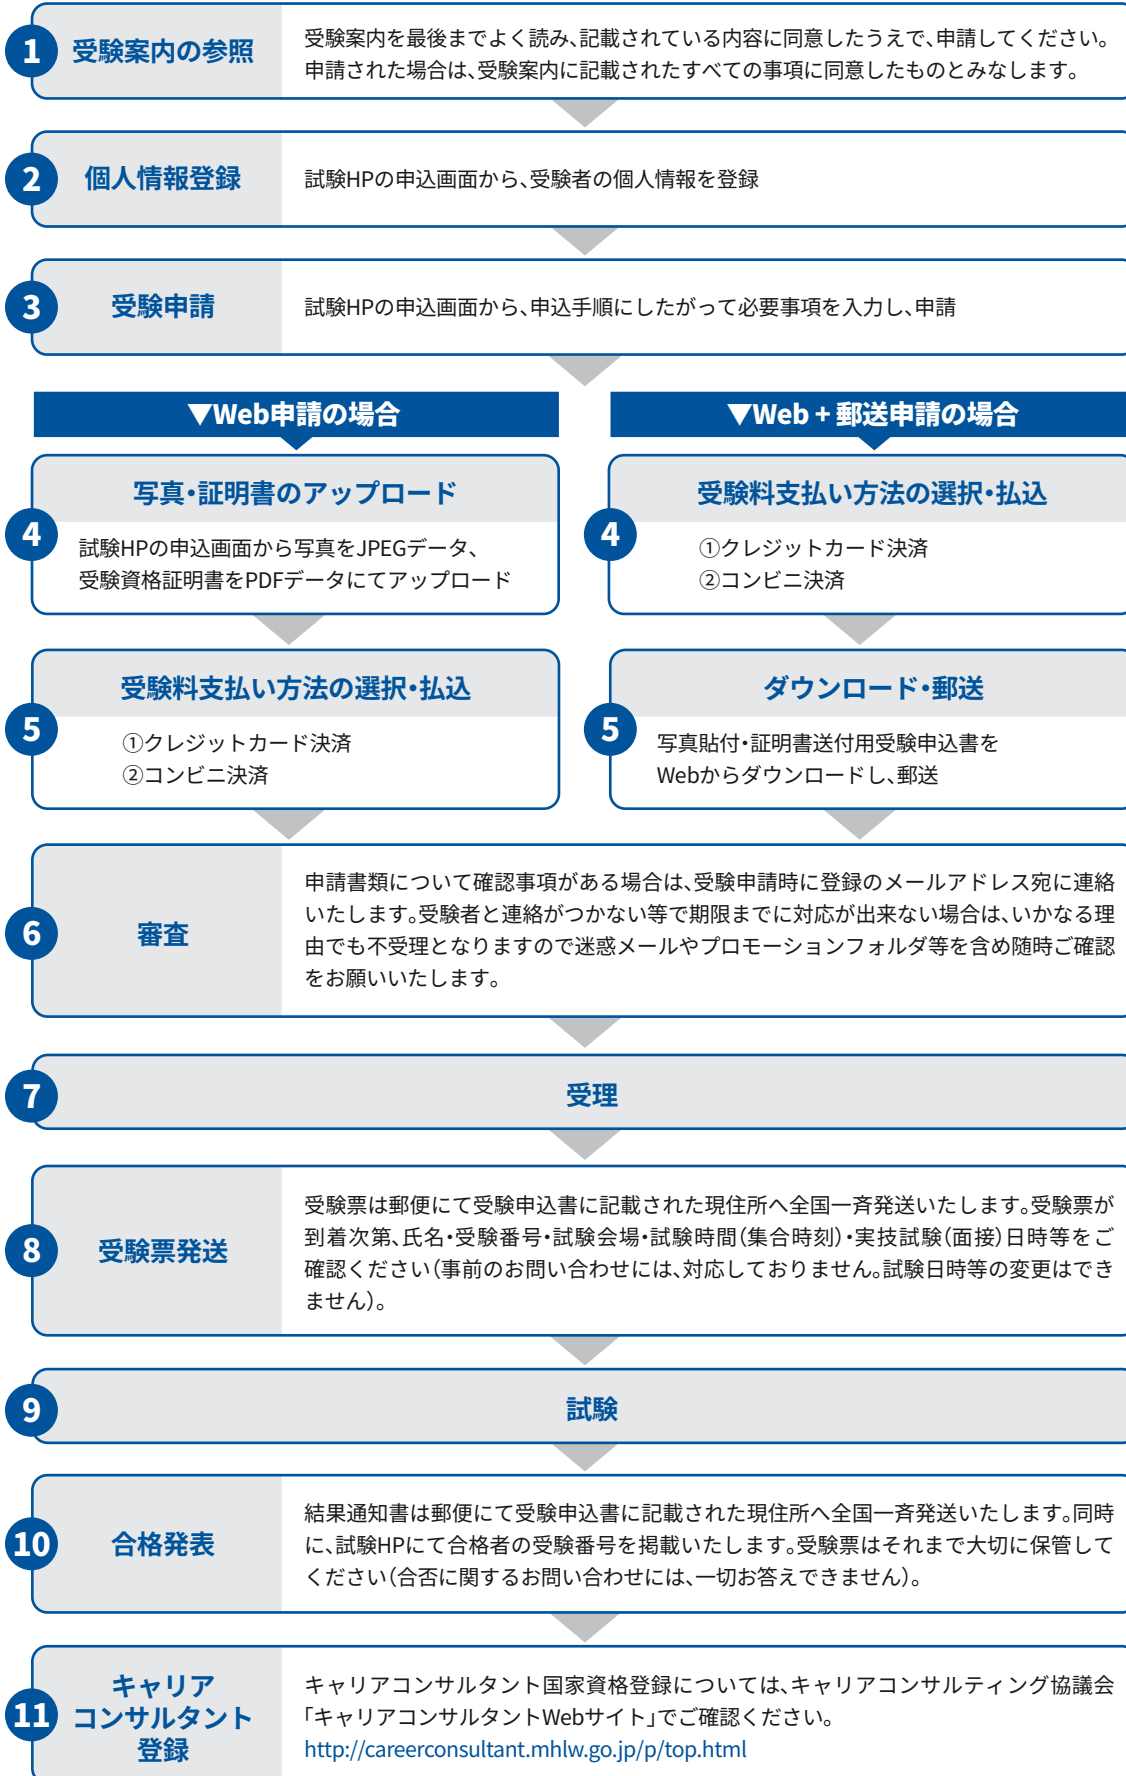 1 受験案内の参照
受験案内を最後までよく読み、記載されている内容に同意したうえで、申請してください。
申請された場合は、受験案内に記載されたすべての事項に同意したものとみなします。
2 個人情報登録
試験HPの申込画面から、受験者の個人情報を登録
3 受験申請
試験HPの申込画面から、申込手順にしたがって必要事項を入力し、申請
▼Web申請の場合
4 写真・証明書のアップロード
試験HPの申込画面から写真をJPEGデータ、
受験資格証明書をPDFデータにてアップロード
5 受験料支払い方法の選択・払込
①クレジットカード決済
②コンビニ決済
▼Web + 郵送申請の場合
4 受験料支払い方法の選択・払込
①クレジットカード決済
②コンビニ決済
5 ダウンロード・郵送
写真貼付・証明書送付用受験申込書を
Webからダウンロードし、郵送
6 審査
申請書類について確認事項がある場合は、受験申請時に登録のメールアドレス宛に連絡
いたします。受験者と連絡がつかない等で期限までに対応が出来ない場合は、いかなる理
由でも不受理となりますので迷惑メールやプロモーションフォルダ等を含め随時ご確認
をお願いいたします。
7 受理
8 受験票発送
受験票は郵便にて受験申込書に記載された現住所へ全国一斉発送いたします。受験票が
到着次第、氏名・受験番号・試験会場・試験時間(集合時刻)・実技試験(面接)日時等をご
確認ください(事前のお問い合わせには、対応しておりません。試験日時等の変更はでき
ません)。
9 試験
10 合格発表
結果通知書は郵便にて受験申込書に記載された現住所へ全国一斉発送いたします。同時
に、試験HPにて合格者の受験番号を掲載いたします。受験票はそれまで大切に保管して
ください(合否に関するお問い合わせには、一切お答えできません)。
11 キャリア
コンサルタント
登録
キャリアコンサルタント国家資格登録については、キャリアコンサルティング協議会
「キャリアコンサルタントWebサイト」でご確認ください。
http://careerconsultant.mhlw.go.jp/p/top.html